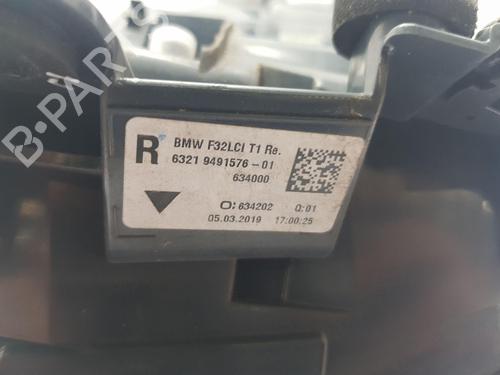 B-PARTS
R BMW F32LCI T1 Re.
6321 9491576-01
634000
O: 634202 Q:01
05.03.2019 17:00:25